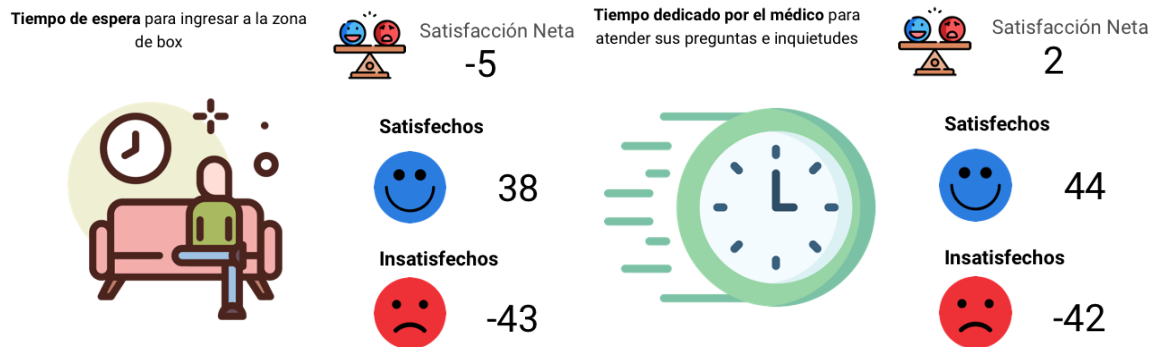 Tiempo de espera para ingresar a la zona
de box
Satisfacción Neta
-5
Satisfechos
38
Insatisfechos
-43
Tiempo dedicado por el médico para
atender sus preguntas e inquietudes
Satisfacción Neta
2
Satisfechos
44
Insatisfechos
-42